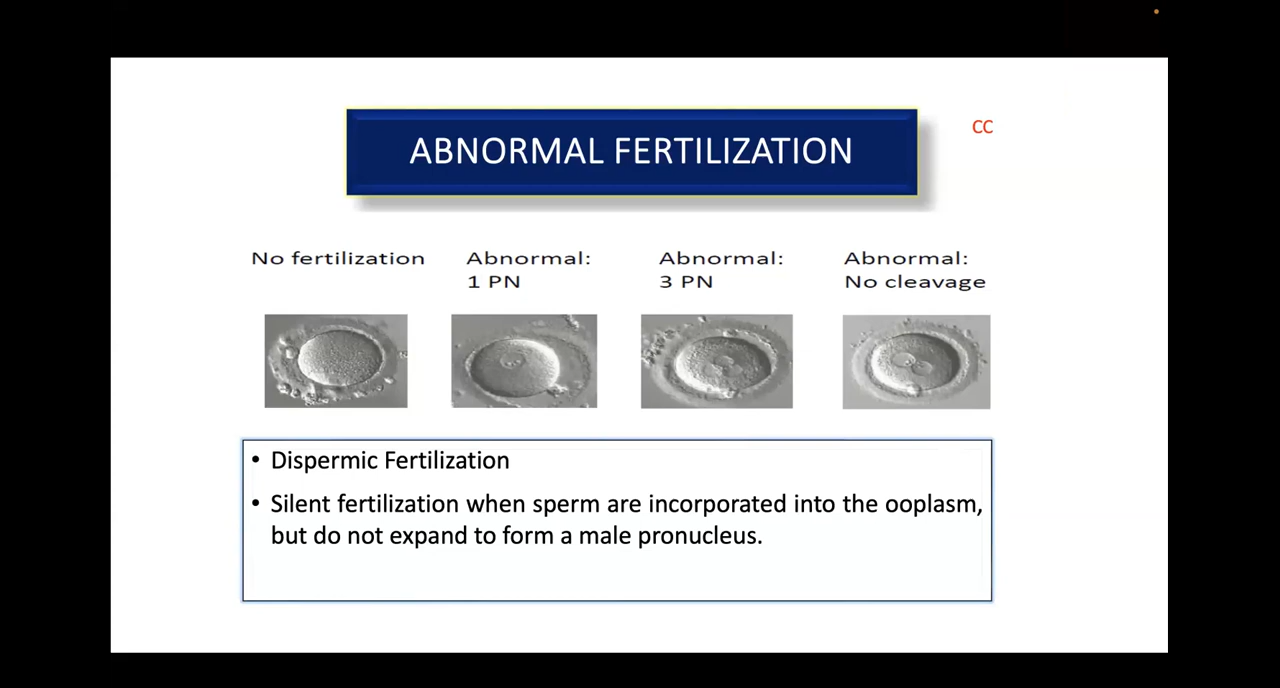 ABNORMAL FERTILIZATION
CC
No fertilization
Abnormal:
1 PN
Abnormal:
3 PN
Abnormal:
No cleavage
• Dispermic Fertilization
• Silent fertilization when sperm are incorporated into the ooplasm,
but do not expand to form a male pronucleus.